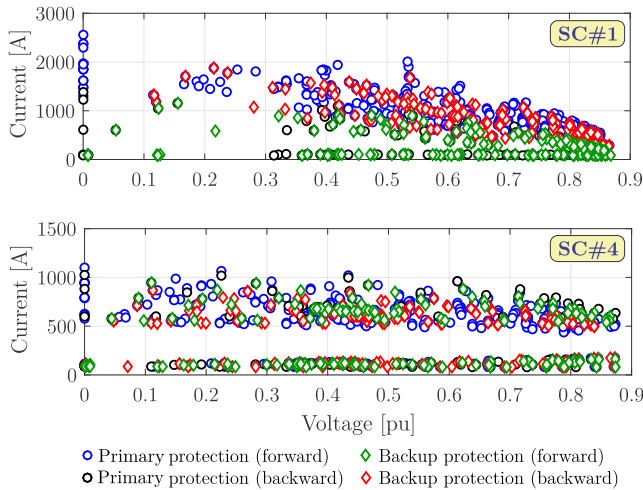 SC#1
Current [A]
3000
2000
1000
0
0 0.1 0.2 0.3 0.4 0.5 0.6 0.7 0.8 0.9
SC#4
Current [A]
1500
1000
500
0
0 0.1 0.2 0.3 0.4 0.5 0.6 0.7 0.8 0.9
Voltage [pu]
Primary protection (forward) Backup protection (forward)
Primary protection (backward) Backup protection (backward)